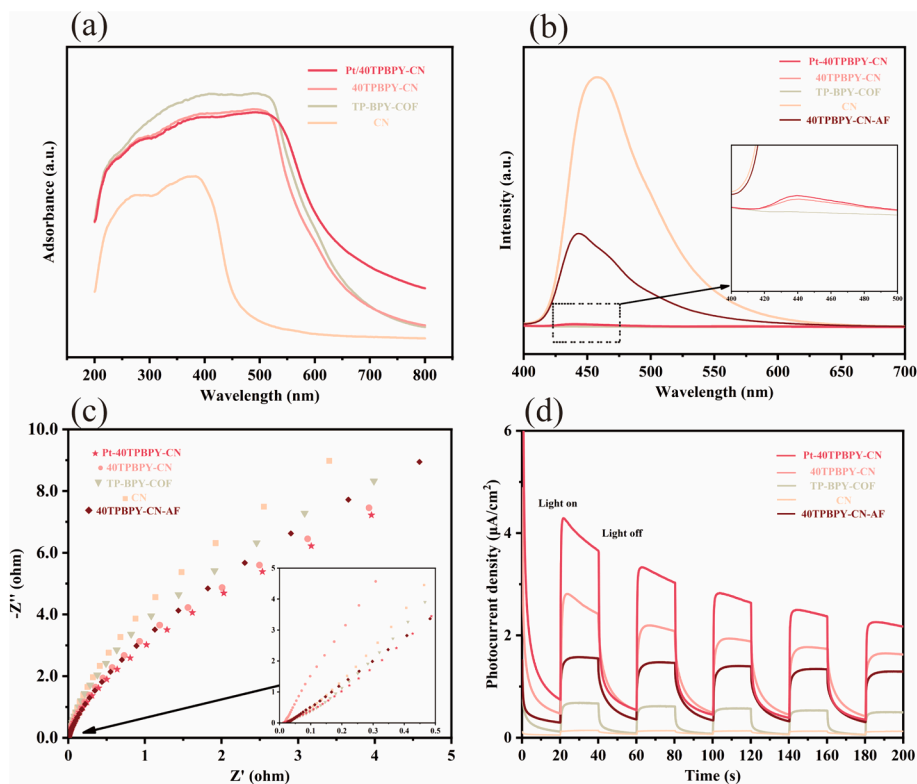 (a)
Pt/40TPBPY-CN
40TPBPY-CN
TP-BPY-COF
CN
Adsorbance (a.u.)
200 300 400 500 600 700 800
Wavelength (nm)
(b)
Pt-40TPBPY-CN
40TPBPY-CN
TP-BPY-COF
CN
40TPBPY-CN-AF
Intensity (a.u.)
400 420 440 460 480 500
400 450 500 550 600 650 700
Wavelength (nm)
(c)
10.0
8.0
6.0
4.0
2.0
0.0
-Z'' (ohm)
Pt-40TPBPY-CN
40TPBPY-CN
TP-BPY-COF
CN
40TPBPY-CN-AF
5
4
3
2
1
0
0.0 0.1 0.2 0.3 0.4 0.5
0 1 2 3 4 5
Z' (ohm)
(d)
6
4
2
0
Photocurrent density (μA/cm²)
Pt-40TPBPY-CN
40TPBPY-CN
TP-BPY-COF
CN
40TPBPY-CN-AF
Light on
Light off
0 20 40 60 80 100 120 140 160 180 200
Time (s)